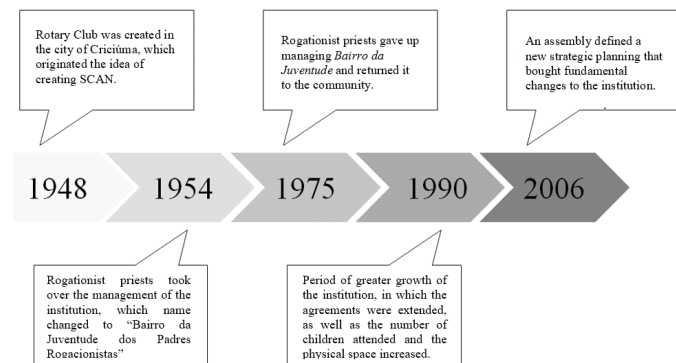 Rotary Club was created in
the city of Criciúma, which
originated the idea of
creating SCAN.
Rogationist priests gave up
managing Bairro da
Juventude and returned it
to the community.
An assembly defined a
new strategic planning that
bought fundamental
changes to the institution.
1948
1954
1975
1990
2006
Rogationist priests took
over the management of the
institution, which name
changed to "Bairro da
Juventude dos Padres
Rogacionistas"
Period of greater growth of
the institution, in which the
agreements were extended,
as well as the number of
children attended and the
physical space increased.